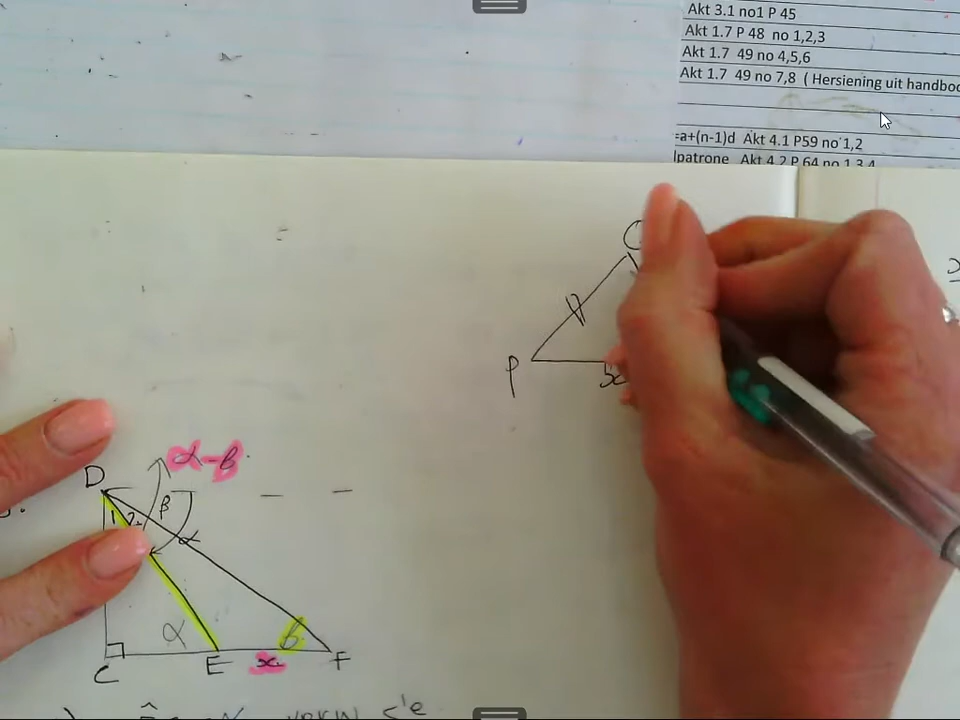 Akt 3.1 no1 P 45
Akt 1.7 P 48 no 1,2,3
Akt 1.7 49 no 4,5,6
Akt 1.7 49 no 7,8 ( Hersiening uit handboe
=a+(n-1)d Akt 4.1 P59 no 1,2
lpatrone Akt 4.2 P 64 no 1,3,4
P
x
α-β
D
β
1 2
α
α
β
C
E
x
F